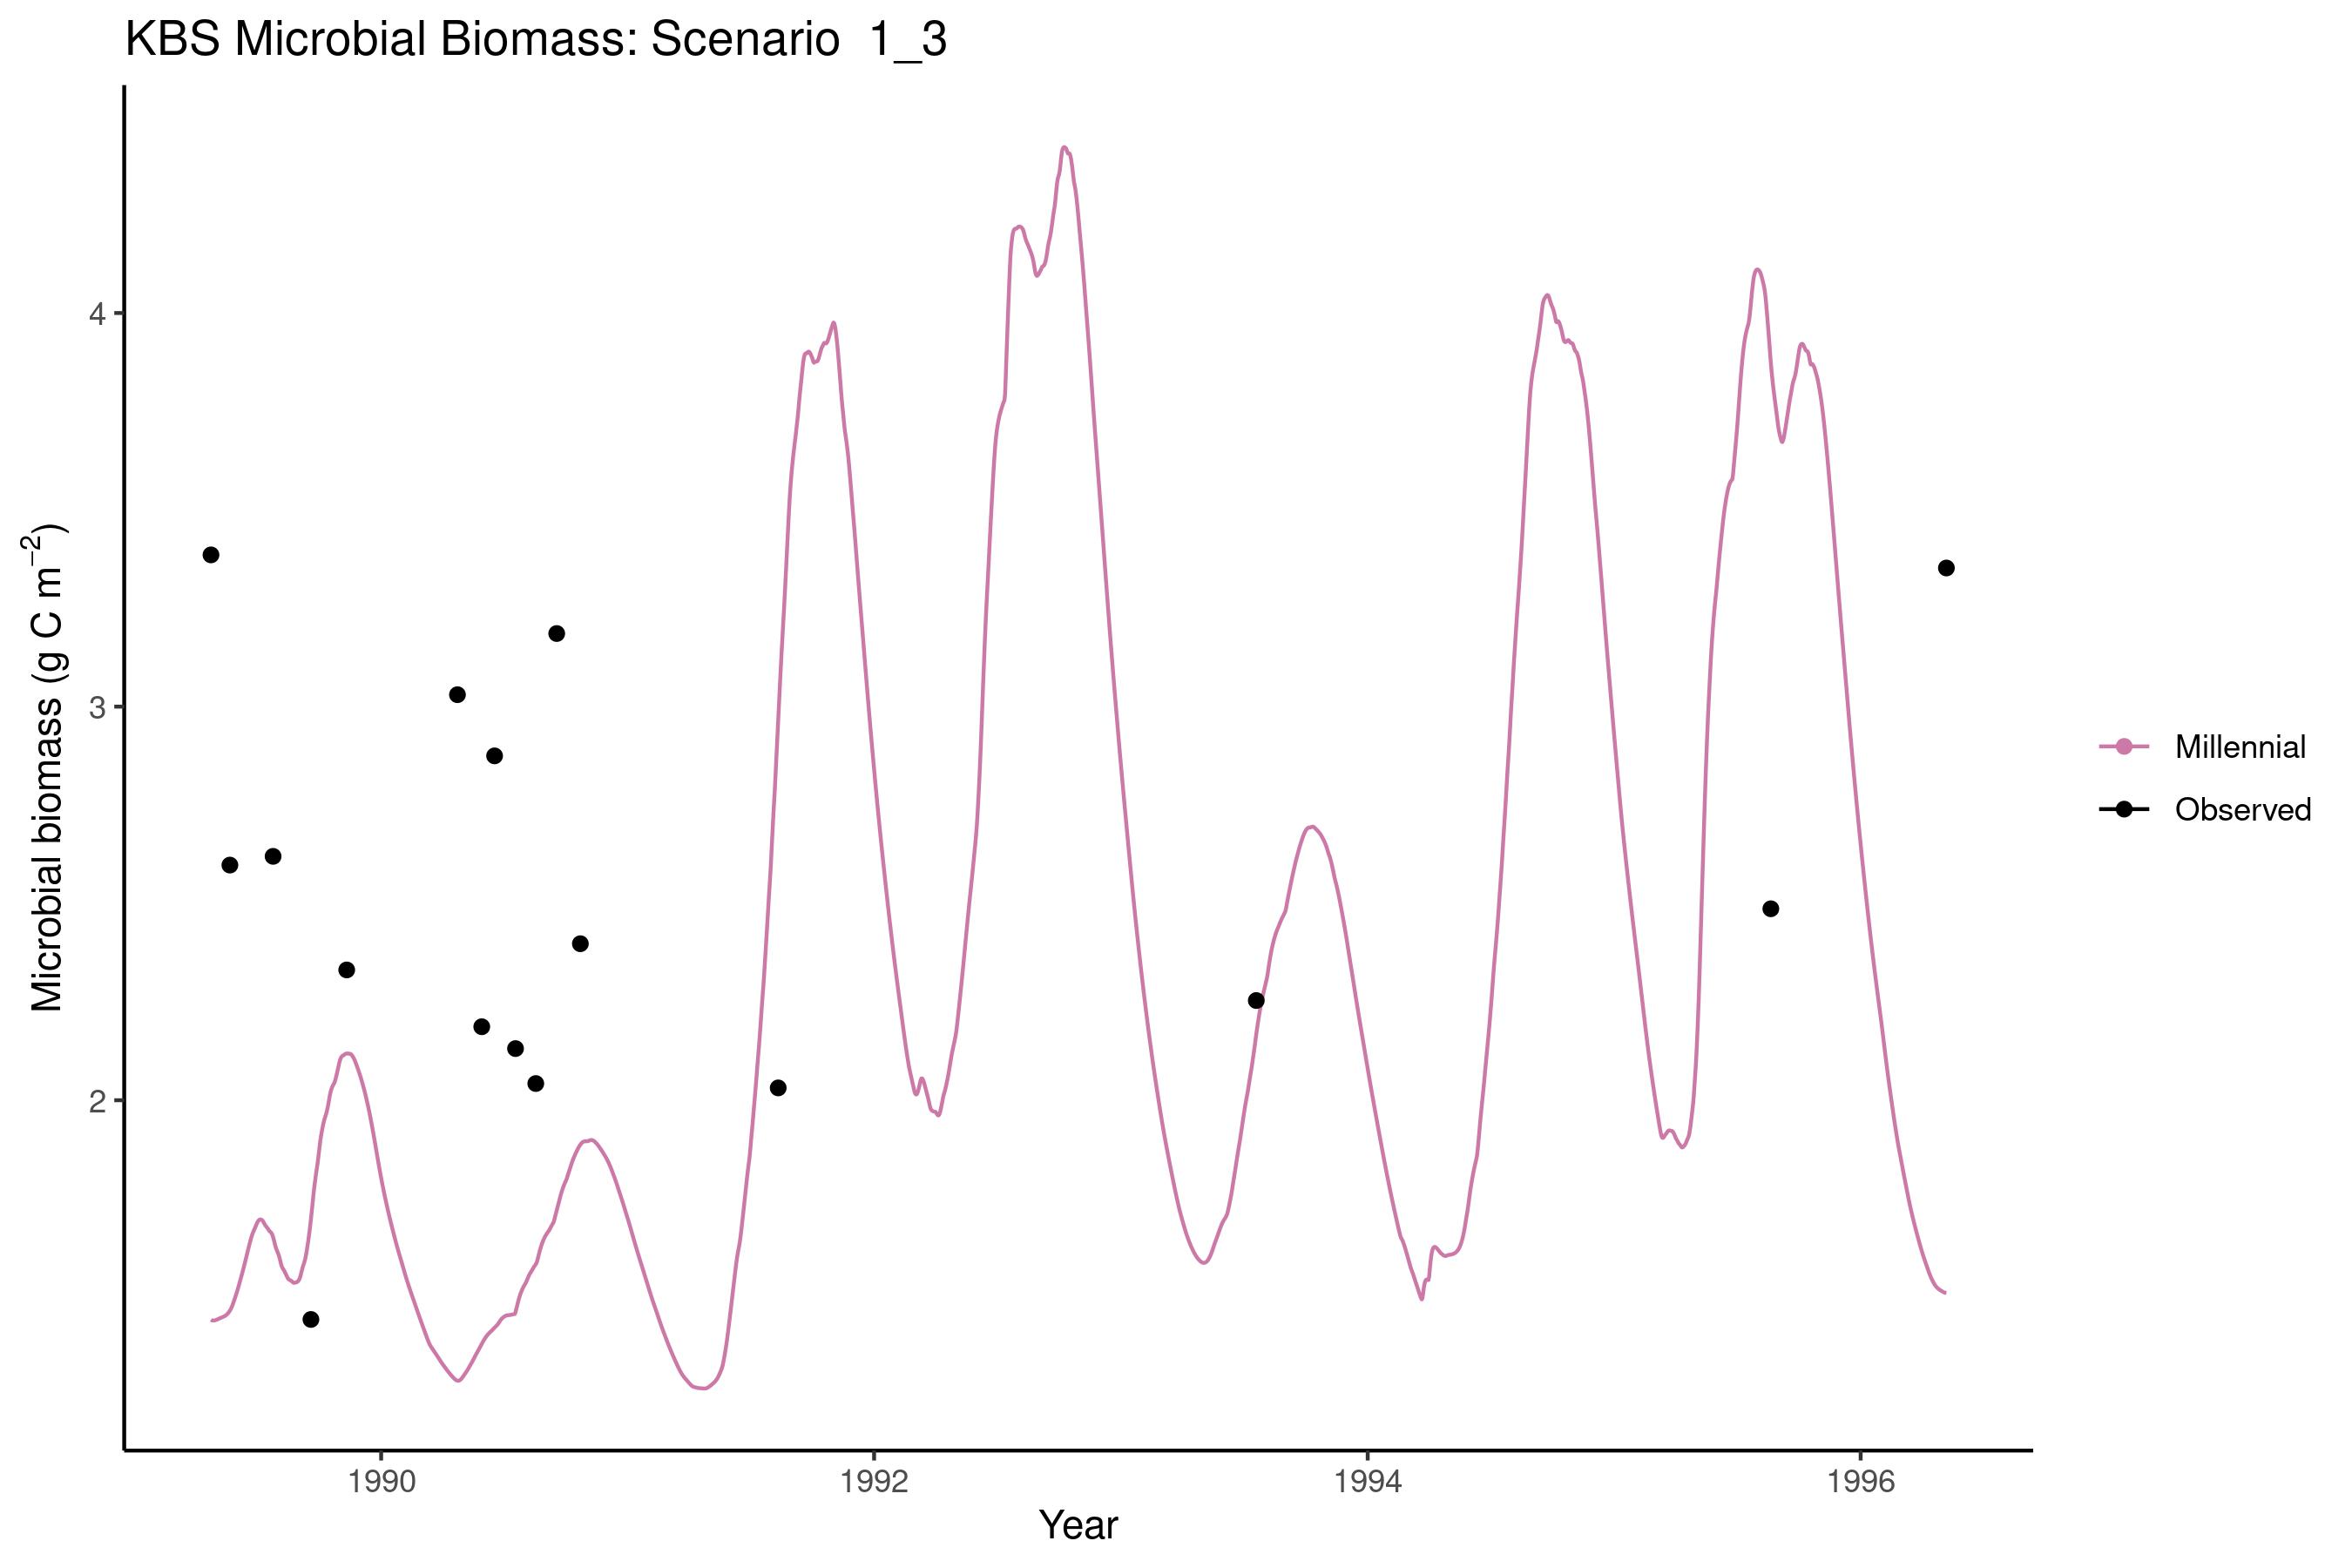 KBS Microbial Biomass: Scenario  1_3
Microbial biomass (g C m⁻²)
4
3
2
1990
1992
1994
1996
Year
Millennial
Observed